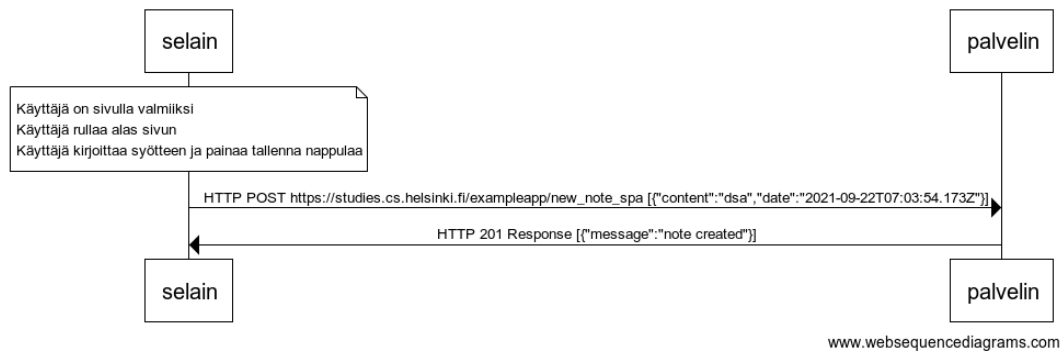 selain
palvelin
Käyttäjä on sivulla valmiiksi
Käyttäjä rullaa alas sivun
Käyttäjä kirjoittaa syötteen ja painaa tallenna nappulaa
HTTP POST https://studies.cs.helsinki.fi/exampleapp/new_note_spa [{"content":"dsa","date":"2021-09-22T07:03:54.173Z"}]
HTTP 201 Response [{"message":"note created"}]
selain
palvelin
www.websequencediagrams.com